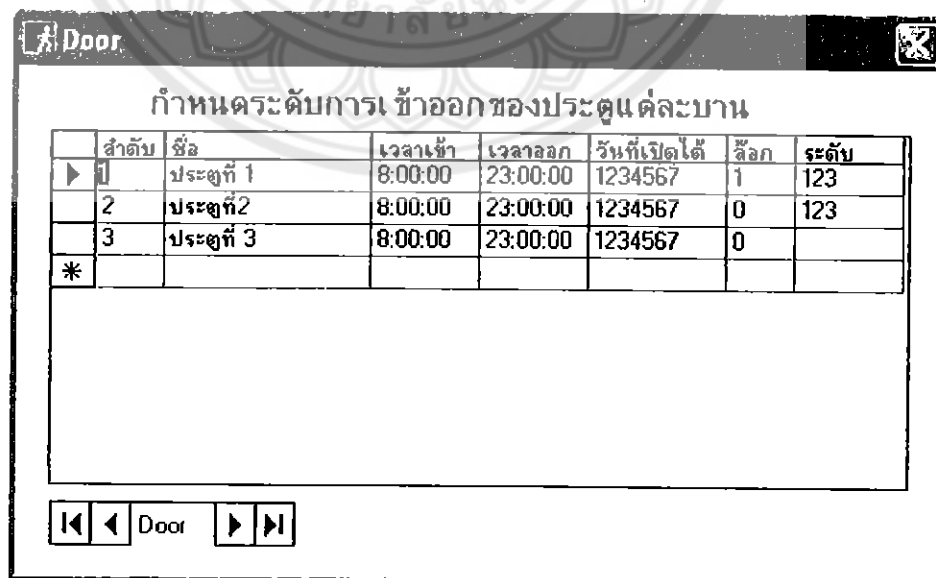 Door
กำหนดระดับการเข้าออกของประตูแต่ละบาน
ลำดับ ชื่อ เวลาเข้า เวลาออก วันที่เปิดได้ ล๊อก ระดับ
1 ประตูที่ 1 8:00:00 23:00:00 1234567 1 123
2 ประตูที่2 8:00:00 23:00:00 1234567 0 123
3 ประตูที่ 3 8:00:00 23:00:00 1234567 0
Door